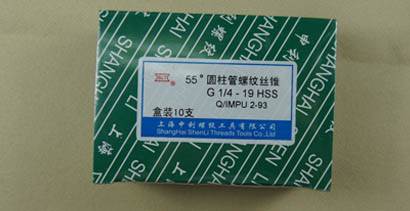 55° 圆柱管螺纹丝锥
G 1/4 - 19 HSS
Q/IMPU 2-93
盒装10支
上海申利螺纹工具有限公司
ShangHai ShenLi Threads Tools Co.,Ltd
SHANGHAI
SHEN LI